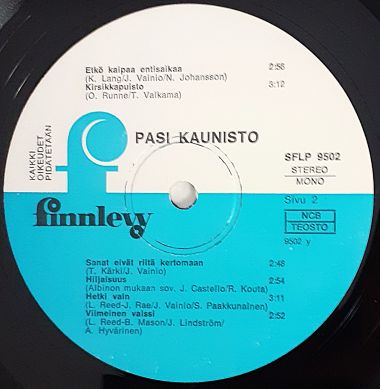 Etkö kaipaa entisaikaa 2:56
(K. Lang/J. Vainio/N. Johansson)
Kirsikkapuisto 3:12
(O. Runne/T. Valkama)
KAIKKI
OIKEUDET
PIDÄTETÄÄN
PASI KAUNISTO
SFLP 9502
STEREO
MONO
finnlevy
Sivu 2
NCB
TEOSTO
9502 y
Sanat eivät riitä kertomaan 2:48
(T. Kärki/J. Vainio)
Hiljaisuus 2:54
(Albinon mukaan sov. J. Castello/R. Kouta)
Hetki vain 3:11
(L. Reed-J. Rae/J. Vainio/S. Paakkunainen)
Viimeinen valssi 2:52
(L. Reed-B. Mason/J. Lindström/
A. Hyvärinen)